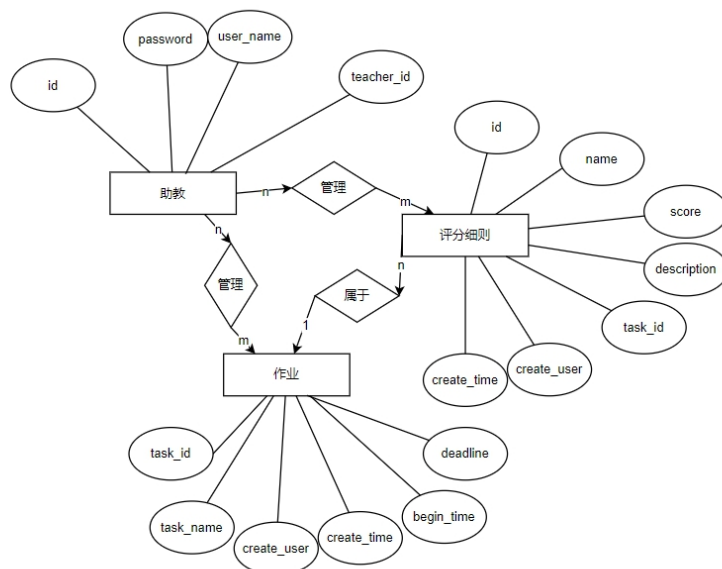 password
user_name
id
teacher_id
id
name
助教
n
管理
m
score
评分细则
n
description
n
管理
属于
task_id
m
1
create_time
create_user
作业
task_id
deadline
task_name
begin_time
create_user
create_time